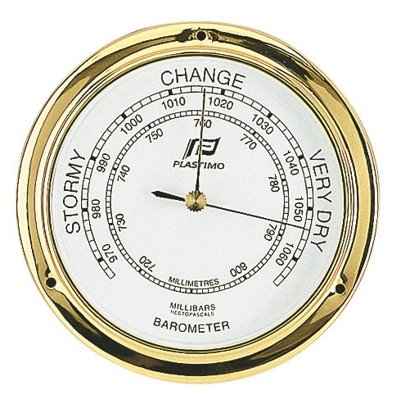 CHANGE
STORMY
VERY DRY
970 980 990 1000 1010 1020 1030 1040 1050 1060
720 730 740 750 760 770 780 790 800
PLASTIMO
MILLIMETRES
MILLIBARS
HECTOPASCALS
BAROMETER